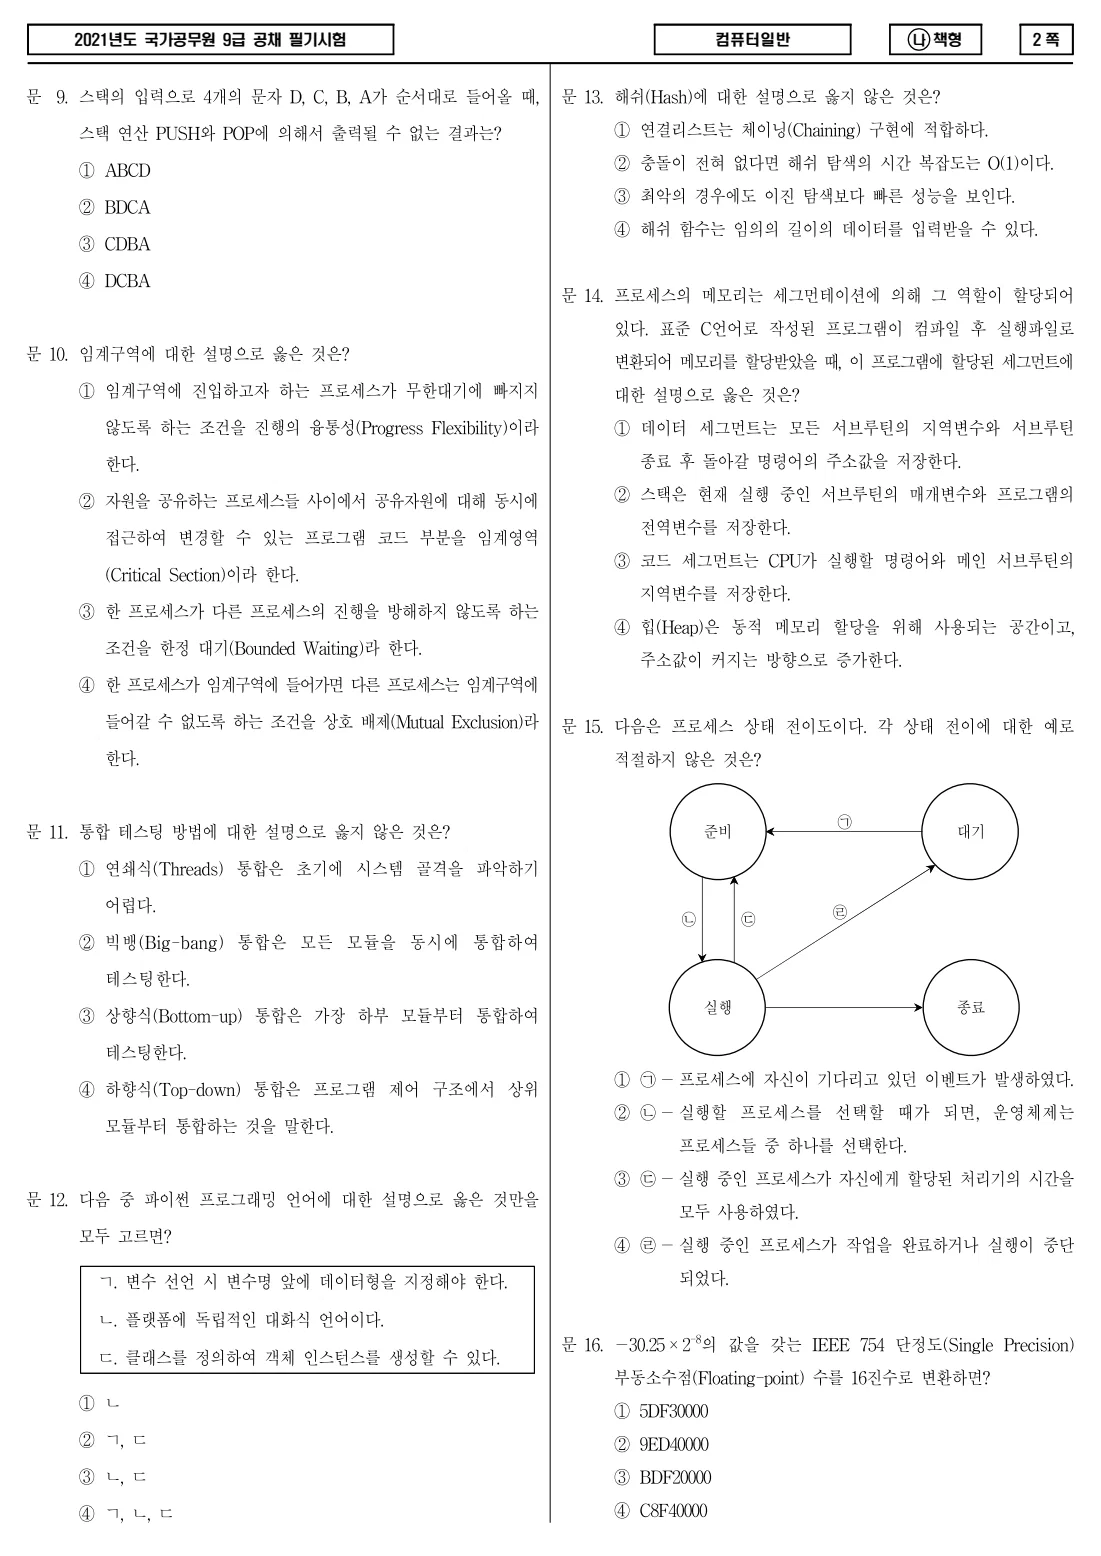 2021년도 국가공무원 9급 공채 필기시험
컴퓨터일반
㉯ 책형
2 쪽
문 9. 스택의 입력으로 4개의 문자 D, C, B, A가 순서대로 들어올 때,
스택 연산 PUSH와 POP에 의해서 출력될 수 없는 결과는?
① ABCD
② BDCA
③ CDBA
④ DCBA
문 10. 임계구역에 대한 설명으로 옳은 것은?
① 임계구역에 진입하고자 하는 프로세스가 무한대기에 빠지지
않도록 하는 조건을 진행의 융통성(Progress Flexibility)이라
한다.
② 자원을 공유하는 프로세스들 사이에서 공유자원에 대해 동시에
접근하여 변경할 수 있는 프로그램 코드 부분을 임계영역
(Critical Section)이라 한다.
③ 한 프로세스가 다른 프로세스의 진행을 방해하지 않도록 하는
조건을 한정 대기(Bounded Waiting)라 한다.
④ 한 프로세스가 임계구역에 들어가면 다른 프로세스는 임계구역에
들어갈 수 없도록 하는 조건을 상호 배제(Mutual Exclusion)라
한다.
문 11. 통합 테스팅 방법에 대한 설명으로 옳지 않은 것은?
① 연쇄식(Threads) 통합은 초기에 시스템 골격을 파악하기
어렵다.
② 빅뱅(Big-bang) 통합은 모든 모듈을 동시에 통합하여
테스팅한다.
③ 상향식(Bottom-up) 통합은 가장 하부 모듈부터 통합하여
테스팅한다.
④ 하향식(Top-down) 통합은 프로그램 제어 구조에서 상위
모듈부터 통합하는 것을 말한다.
문 12. 다음 중 파이썬 프로그래밍 언어에 대한 설명으로 옳은 것만을
모두 고르면?
ㄱ. 변수 선언 시 변수명 앞에 데이터형을 지정해야 한다.
ㄴ. 플랫폼에 독립적인 대화식 언어이다.
ㄷ. 클래스를 정의하여 객체 인스턴스를 생성할 수 있다.
① ㄴ
② ㄱ, ㄷ
③ ㄴ, ㄷ
④ ㄱ, ㄴ, ㄷ
문 13. 해쉬(Hash)에 대한 설명으로 옳지 않은 것은?
① 연결리스트는 체이닝(Chaining) 구현에 적합하다.
② 충돌이 전혀 없다면 해쉬 탐색의 시간 복잡도는 O(1)이다.
③ 최악의 경우에도 이진 탐색보다 빠른 성능을 보인다.
④ 해쉬 함수는 임의의 길이의 데이터를 입력받을 수 있다.
문 14. 프로세스의 메모리는 세그먼테이션에 의해 그 역할이 할당되어
있다. 표준 C언어로 작성된 프로그램이 컴파일 후 실행파일로
변환되어 메모리를 할당받았을 때, 이 프로그램에 할당된 세그먼트에
대한 설명으로 옳은 것은?
① 데이터 세그먼트는 모든 서브루틴의 지역변수와 서브루틴
종료 후 돌아갈 명령어의 주소값을 저장한다.
② 스택은 현재 실행 중인 서브루틴의 매개변수와 프로그램의
전역변수를 저장한다.
③ 코드 세그먼트는 CPU가 실행할 명령어와 메인 서브루틴의
지역변수를 저장한다.
④ 힙(Heap)은 동적 메모리 할당을 위해 사용되는 공간이고,
주소값이 커지는 방향으로 증가한다.
문 15. 다음은 프로세스 상태 전이도이다. 각 상태 전이에 대한 예로
적절하지 않은 것은?
준비
㉠
대기
㉡
㉢
㉣
실행
종료
① ㉠ - 프로세스에 자신이 기다리고 있던 이벤트가 발생하였다.
② ㉡ - 실행할 프로세스를 선택할 때가 되면, 운영체제는
프로세스들 중 하나를 선택한다.
③ ㉢ - 실행 중인 프로세스가 자신에게 할당된 처리기의 시간을
모두 사용하였다.
④ ㉣ - 실행 중인 프로세스가 작업을 완료하거나 실행이 중단
되었다.
문 16. -30.25 × 2⁻⁸의 값을 갖는 IEEE 754 단정도(Single Precision)
부동소수점(Floating-point) 수를 16진수로 변환하면?
① 5DF30000
② 9ED40000
③ BDF20000
④ C8F40000